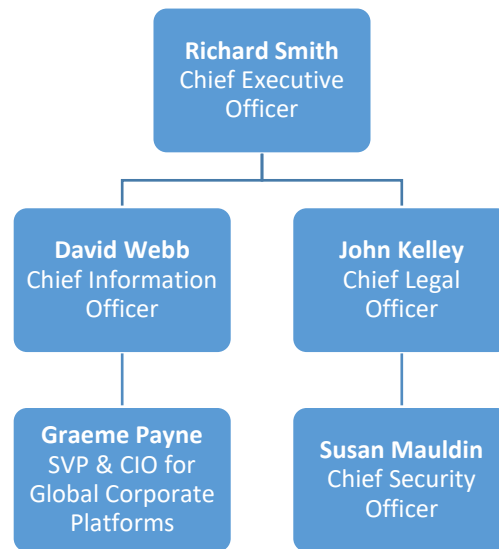 Richard Smith
Chief Executive
Officer
David Webb
Chief Information
Officer
John Kelley
Chief Legal
Officer
Graeme Payne
SVP & CIO for
Global Corporate
Platforms
Susan Mauldin
Chief Security
Officer